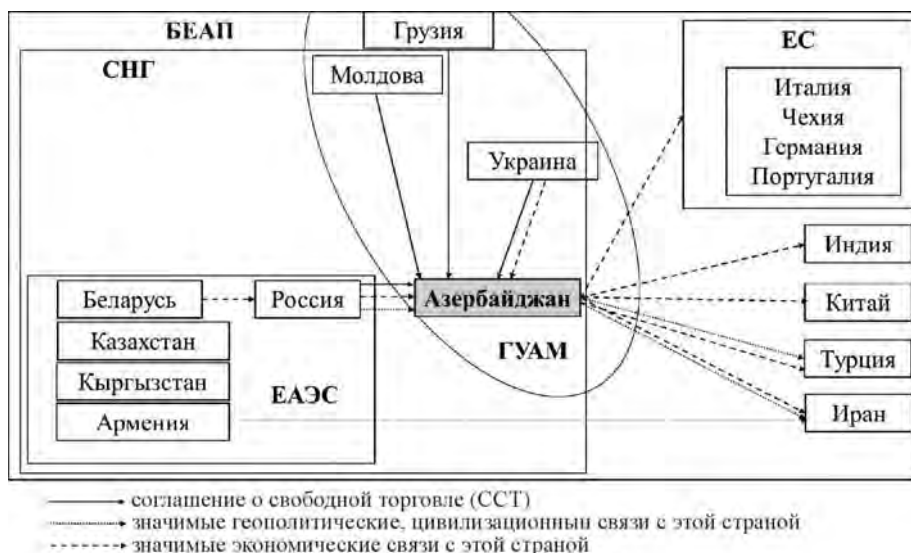 БЕАП
Грузия
ЕС
СНГ
Молдова
Италия
Чехия
Германия
Португалия
Украина
Индия
Беларусь
Россия
Азербайджан
Китай
ГУАМ
Казахстан
Турция
Кыргызстан
ЕАЭС
Армения
Иран
соглашение о свободной торговле (ССТ)
значимые геополитические, цивилизационныи связи с этой страной
значимые экономические связи с этой страной